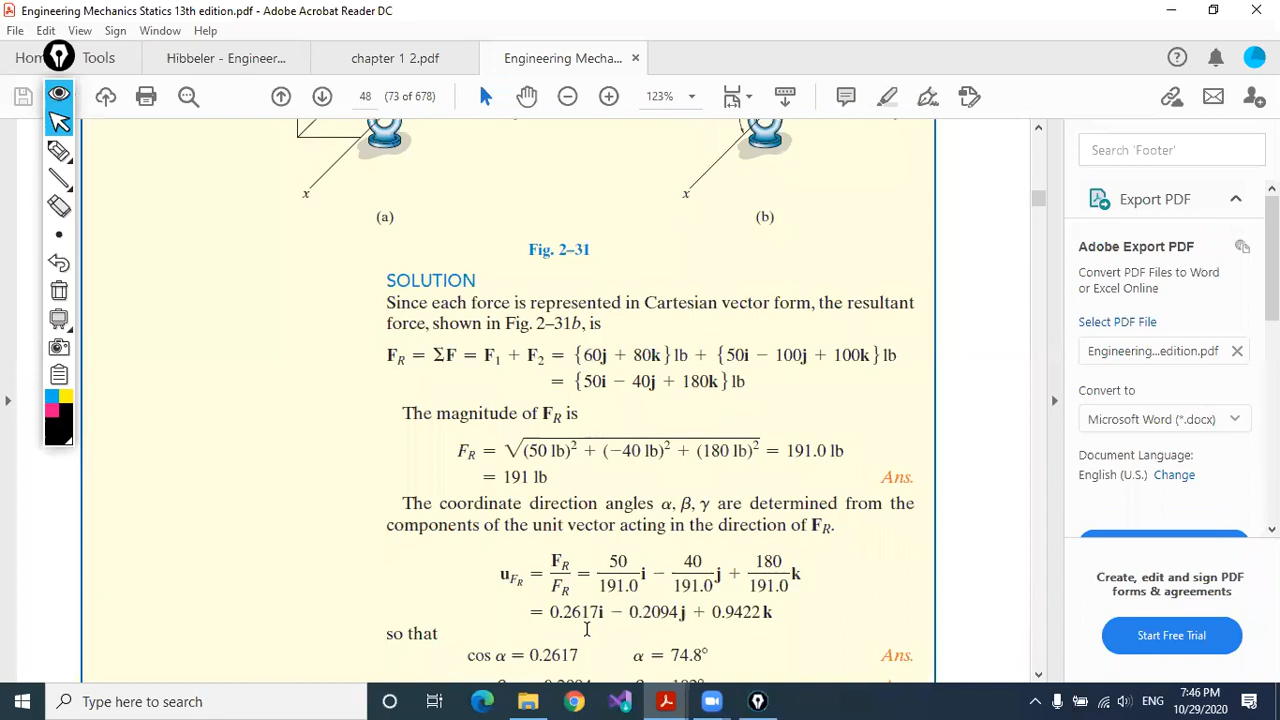 Engineering Mechanics Statics 13th edition.pdf - Adobe Acrobat Reader DC
File Edit View Sign Window Help
Hom Tools Hibbeler - Engineer... chapter 1 2.pdf Engineering Mecha... ×
48 (73 of 678) 123%
x x
(a) (b)
Fig. 2–31
SOLUTION
Since each force is represented in Cartesian vector form, the resultant
force, shown in Fig. 2–31b, is
F_R = ΣF = F₁ + F₂ = {60j + 80k} lb + {50i − 100j + 100k} lb
= {50i − 40j + 180k} lb
The magnitude of F_R is
F_R = √(50 lb)² + (−40 lb)² + (180 lb)² = 191.0 lb
= 191 lb Ans.
The coordinate direction angles α, β, γ are determined from the
components of the unit vector acting in the direction of F_R.
u_{F_R} = F_R/F_R = 50/191.0 i − 40/191.0 j + 180/191.0 k
= 0.2617i − 0.2094j + 0.9422k
so that
cos α = 0.2617 α = 74.8° Ans.
Search 'Footer'
Export PDF
Adobe Export PDF
Convert PDF Files to Word
or Excel Online
Select PDF File
Engineering...edition.pdf
Convert to
Microsoft Word (*.docx)
Document Language:
English (U.S.) Change
Create, edit and sign PDF
forms & agreements
Start Free Trial
Type here to search
ENG
7:46 PM
10/29/2020